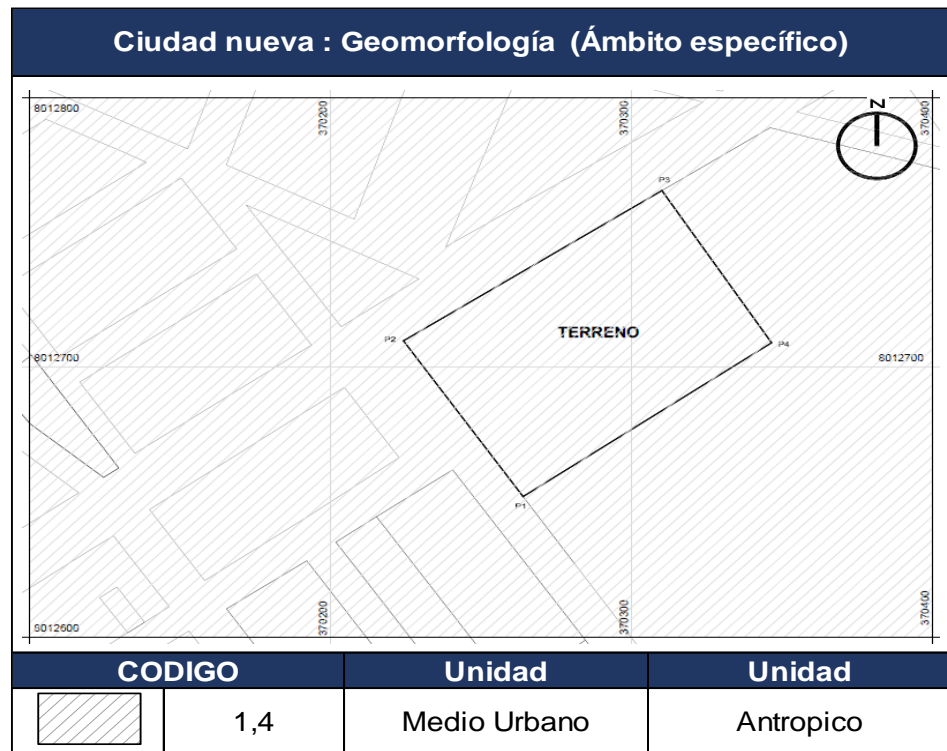 Ciudad nueva : Geomorfología (Ámbito específico)
8012800
370200
370300
370400
N
P3
P2
TERRENO
P4
8012700
8012700
P1
8012600
370200
370300
370400
CODIGO Unidad Unidad
1,4 Medio Urbano Antropico